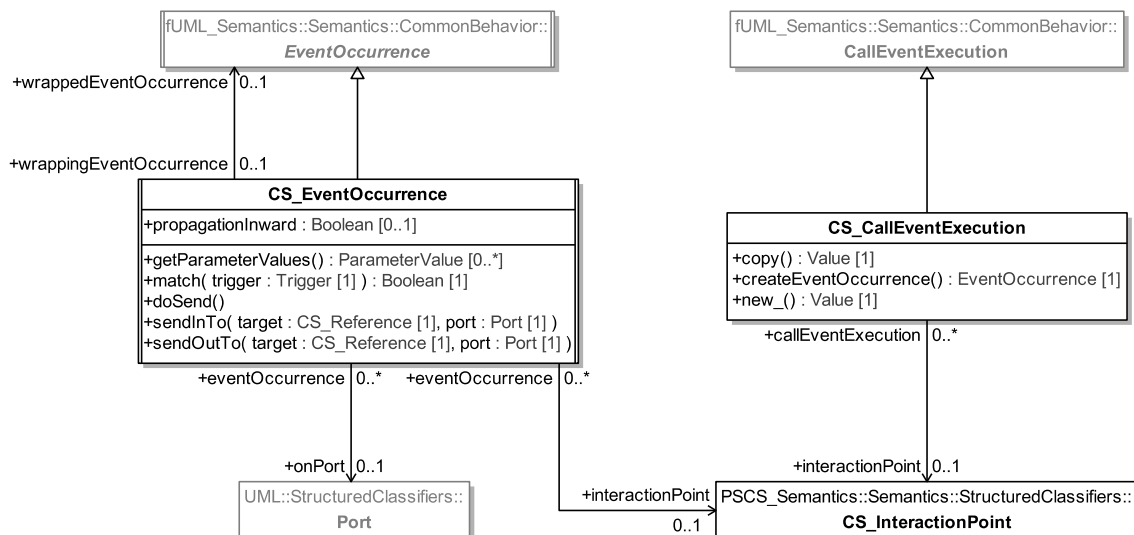 fUML_Semantics::Semantics::CommonBehavior::
EventOccurrence
fUML_Semantics::Semantics::CommonBehavior::
CallEventExecution
+wrappedEventOccurrence 0..1
+wrappingEventOccurrence 0..1
CS_EventOccurrence
+propagationInward : Boolean [0..1]
+getParameterValues() : ParameterValue [0..*]
+match( trigger : Trigger [1] ) : Boolean [1]
+doSend()
+sendInTo( target : CS_Reference [1], port : Port [1] )
+sendOutTo( target : CS_Reference [1], port : Port [1] )
CS_CallEventExecution
+copy() : Value [1]
+createEventOccurrence() : EventOccurrence [1]
+new_() : Value [1]
+callEventExecution 0..*
+eventOccurrence 0..*
+eventOccurrence 0..*
+onPort 0..1
+interactionPoint 0..1
+interactionPoint
0..1
UML::StructuredClassifiers::
Port
PSCS_Semantics::Semantics::StructuredClassifiers::
CS_InteractionPoint